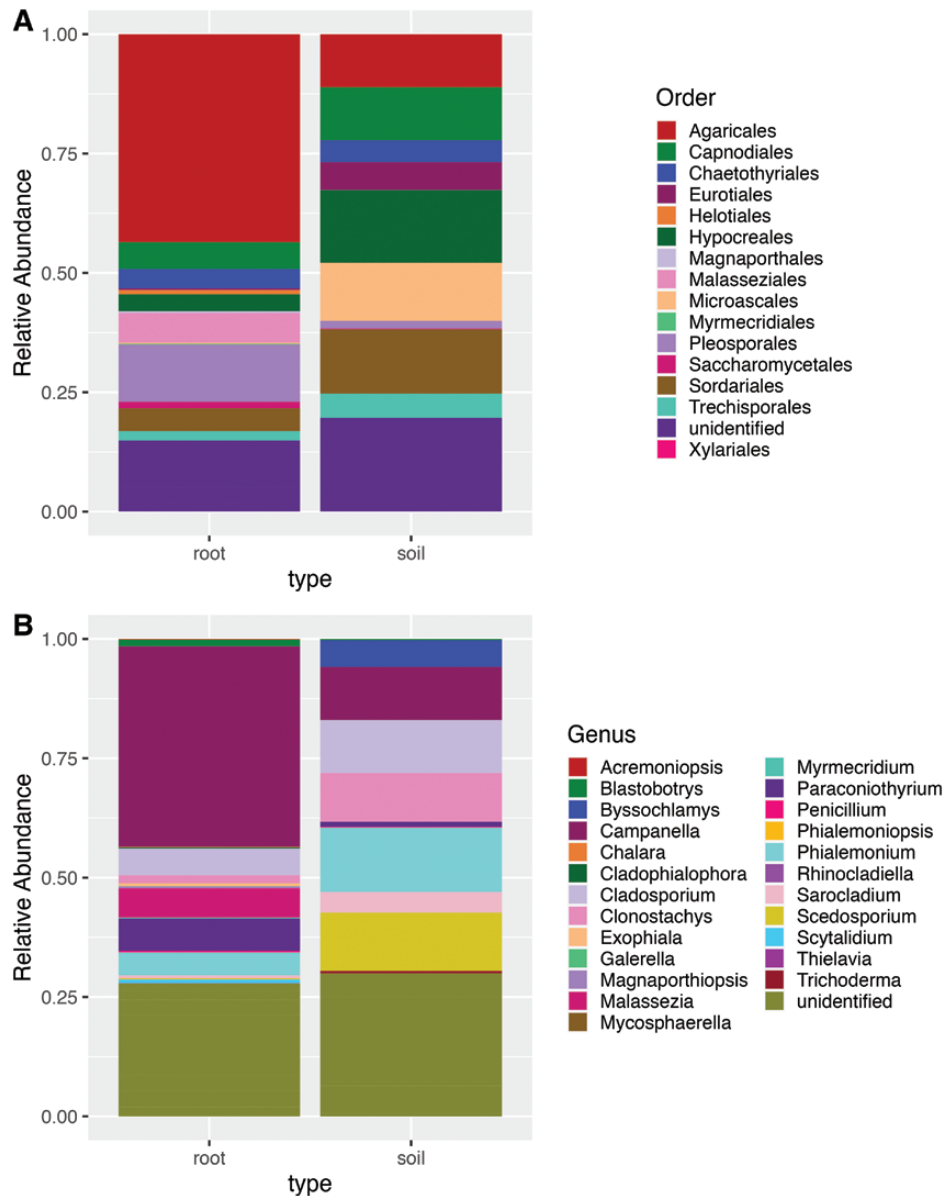 A
1.00
0.75
0.50
0.25
0.00
Relative Abundance
root
soil
type
Order
Agaricales
Capnodiales
Chaetothyriales
Eurotiales
Helotiales
Hypocreales
Magnaporthales
Malasseziales
Microascales
Myrmecridiales
Pleosporales
Saccharomycetales
Sordariales
Trechisporales
unidentified
Xylariales
B
1.00
0.75
0.50
0.25
0.00
Relative Abundance
root
soil
type
Genus
Acremoniopsis
Blastobotrys
Byssochlamys
Campanella
Chalara
Cladophialophora
Cladosporium
Clonostachys
Exophiala
Galerella
Magnaporthiopsis
Malassezia
Mycosphaerella
Myrmecridium
Paraconiothyrium
Penicillium
Phialemoniopsis
Phialemonium
Rhinocladiella
Sarocladium
Scedosporium
Scytalidium
Thielavia
Trichoderma
unidentified